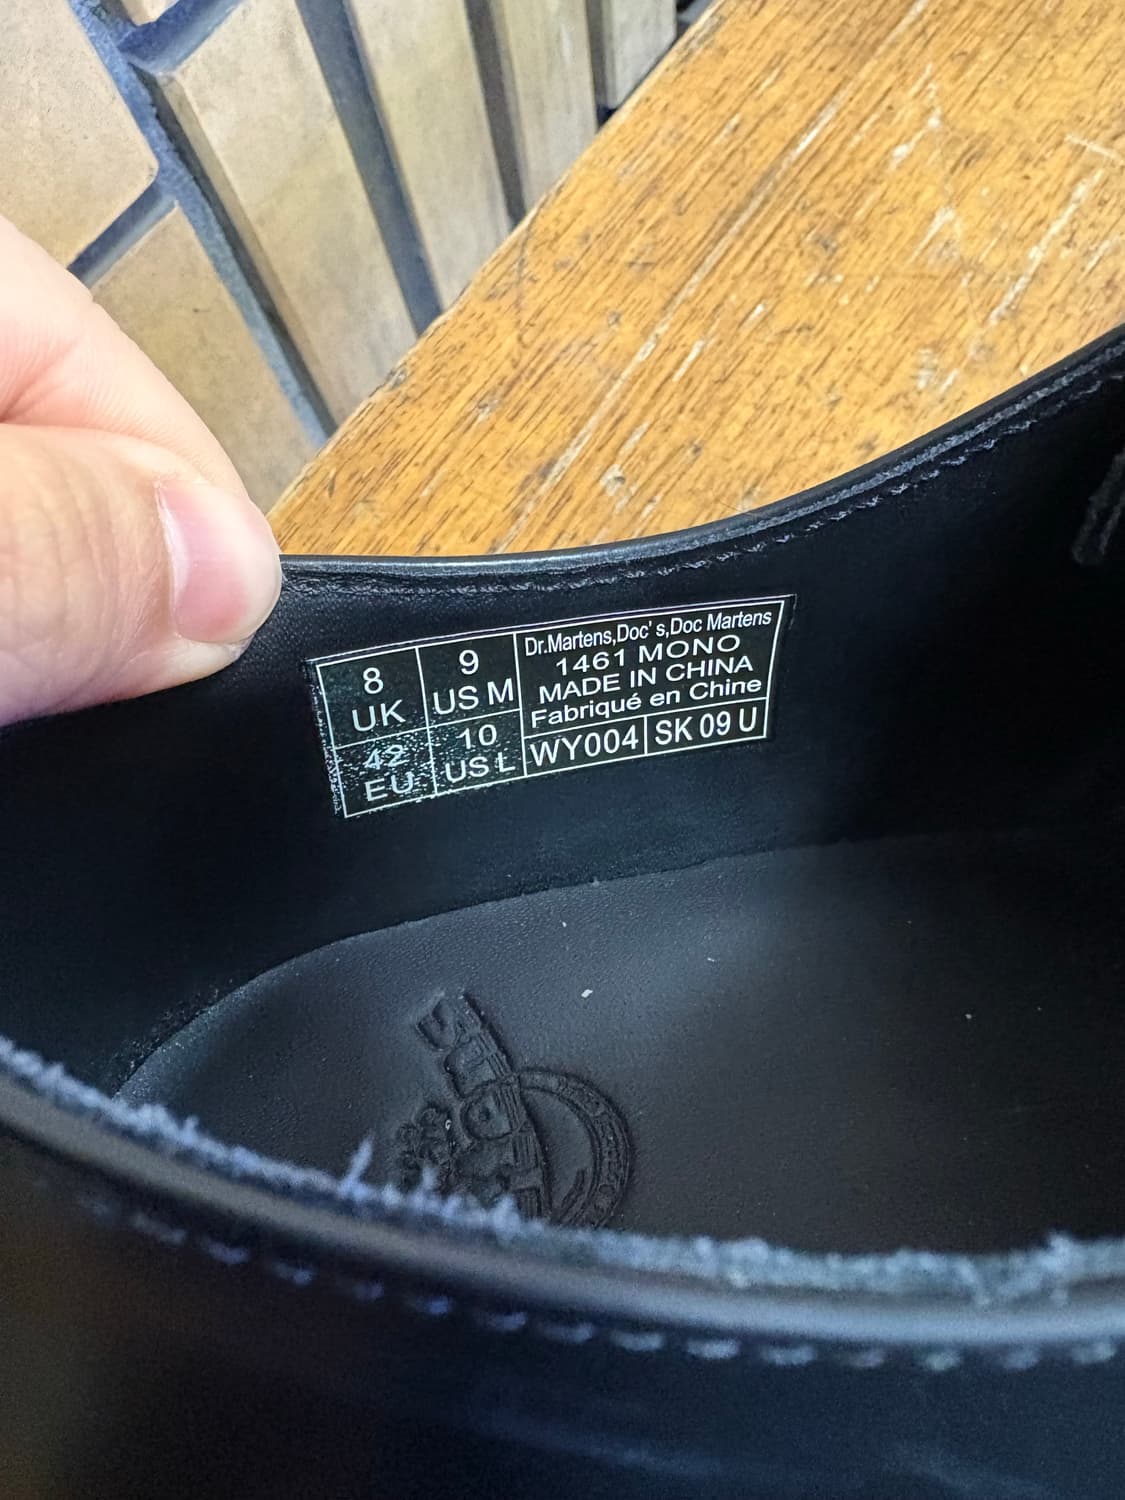 8
UK
9
US M
42
EU
10
US L
Dr.Martens,Doc's,Doc Martens
1461 MONO
MADE IN CHINA
Fabriqué en Chine
WY004
SK 09 U